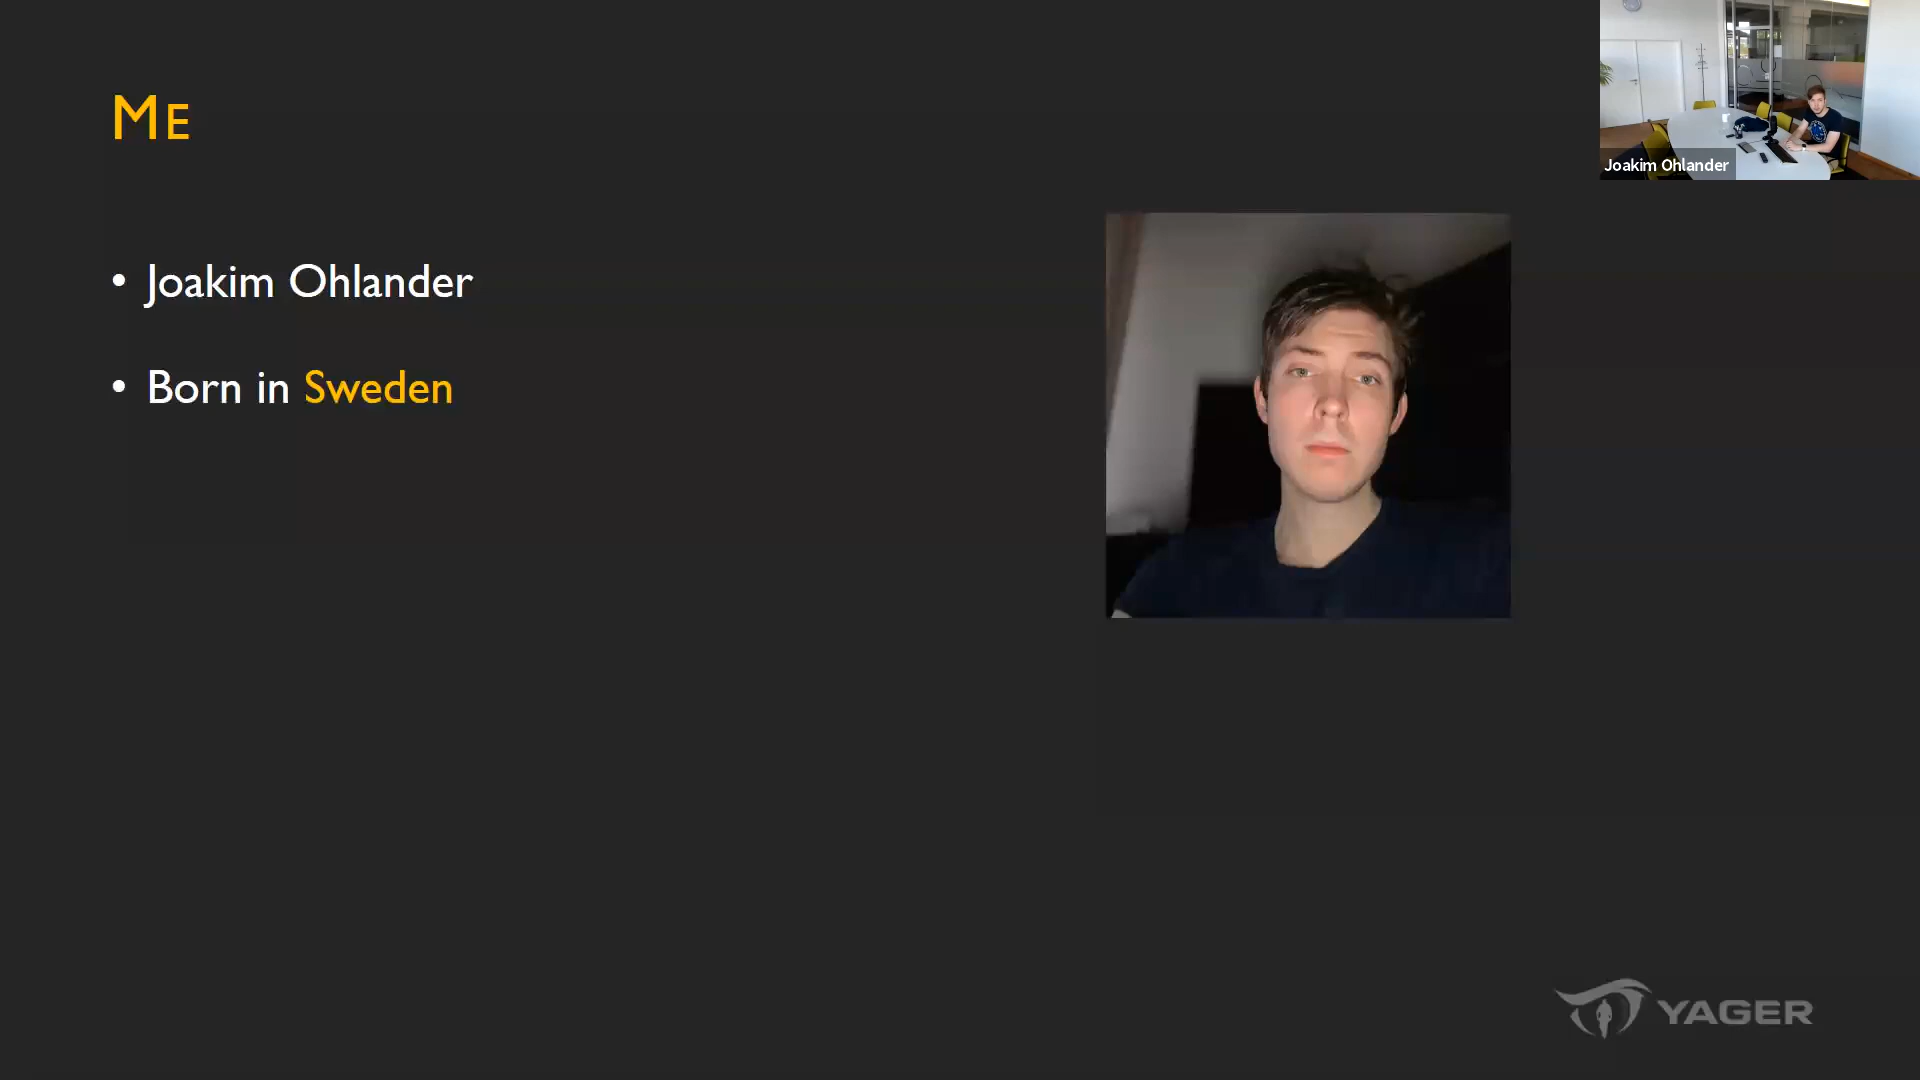 ME
• Joakim Ohlander
• Born in Sweden
Joakim Ohlander
YAGER